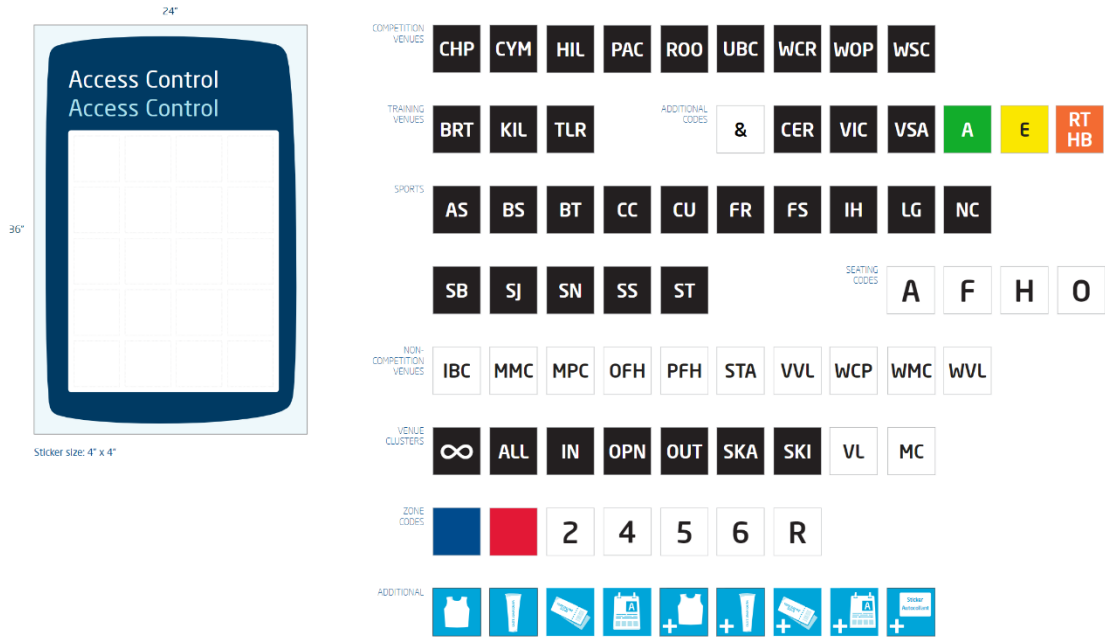 24"
Access Control
Access Control
36"
Sticker size: 4" x 4"
COMPETITION
VENUES
CHP CYM HIL PAC ROO UBC WCR WOP WSC
TRAINING
VENUES
BRT KIL TLR
ADDITIONAL
CODES
& CER VIC VSA A E RT
HB
SPORTS
AS BS BT CC CU FR FS IH LG NC
SB SJ SN SS ST
SEATING
CODES
A F H O
NON-
COMPETITION
VENUES
IBC MMC MPC OFH PFH STA VVL WCP WMC WVL
VENUE
CLUSTERS
∞ ALL IN OPN OUT SKA SKI VL MC
ZONE
CODES
2 4 5 6 R
ADDITIONAL
A
+ + + + A +
Sticker
Autocollant